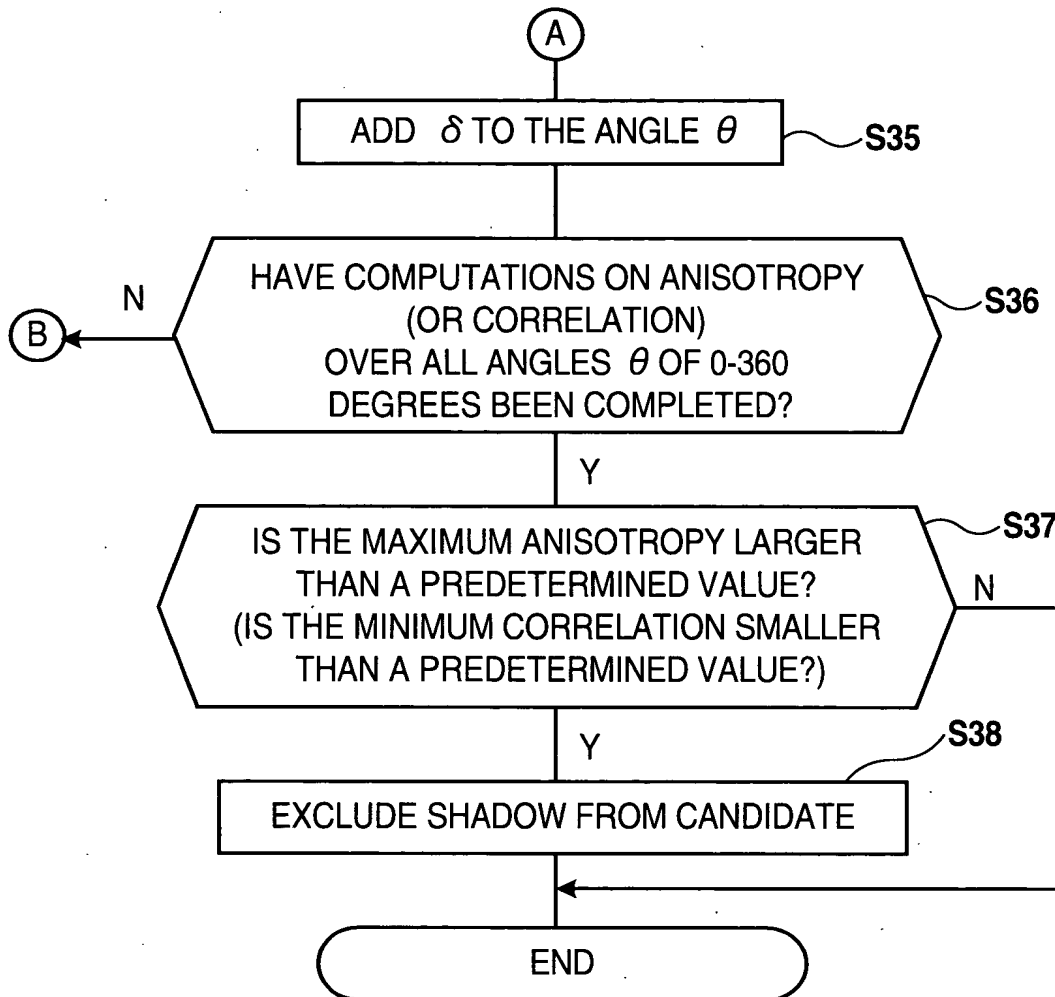 A
ADD δ TO THE ANGLE θ
S35
HAVE COMPUTATIONS ON ANISOTROPY
(OR CORRELATION)
OVER ALL ANGLES θ OF 0-360
DEGREES BEEN COMPLETED?
S36
N
B
Y
IS THE MAXIMUM ANISOTROPY LARGER
THAN A PREDETERMINED VALUE?
(IS THE MINIMUM CORRELATION SMALLER
THAN A PREDETERMINED VALUE?)
S37
N
Y
S38
EXCLUDE SHADOW FROM CANDIDATE
END